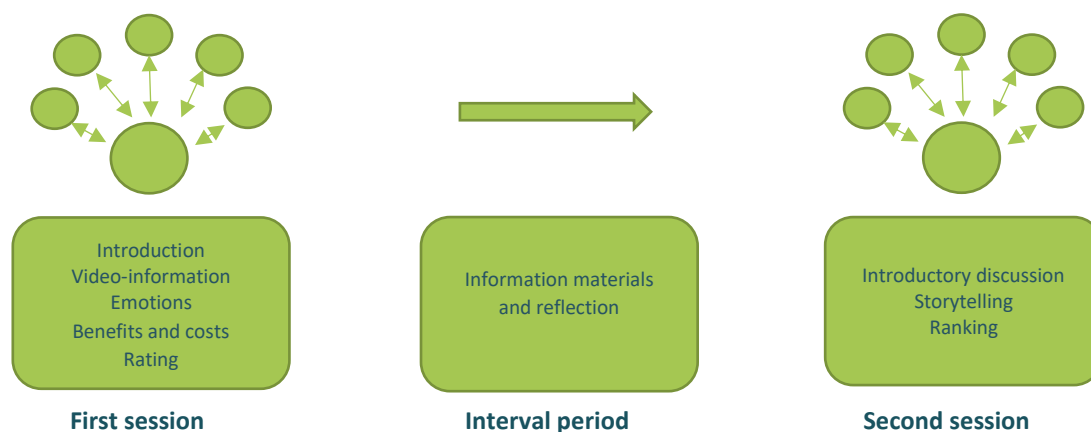 Introduction
Video-information
Emotions
Benefits and costs
Rating
First session
Information materials
and reflection
Interval period
Introductory discussion
Storytelling
Ranking
Second session